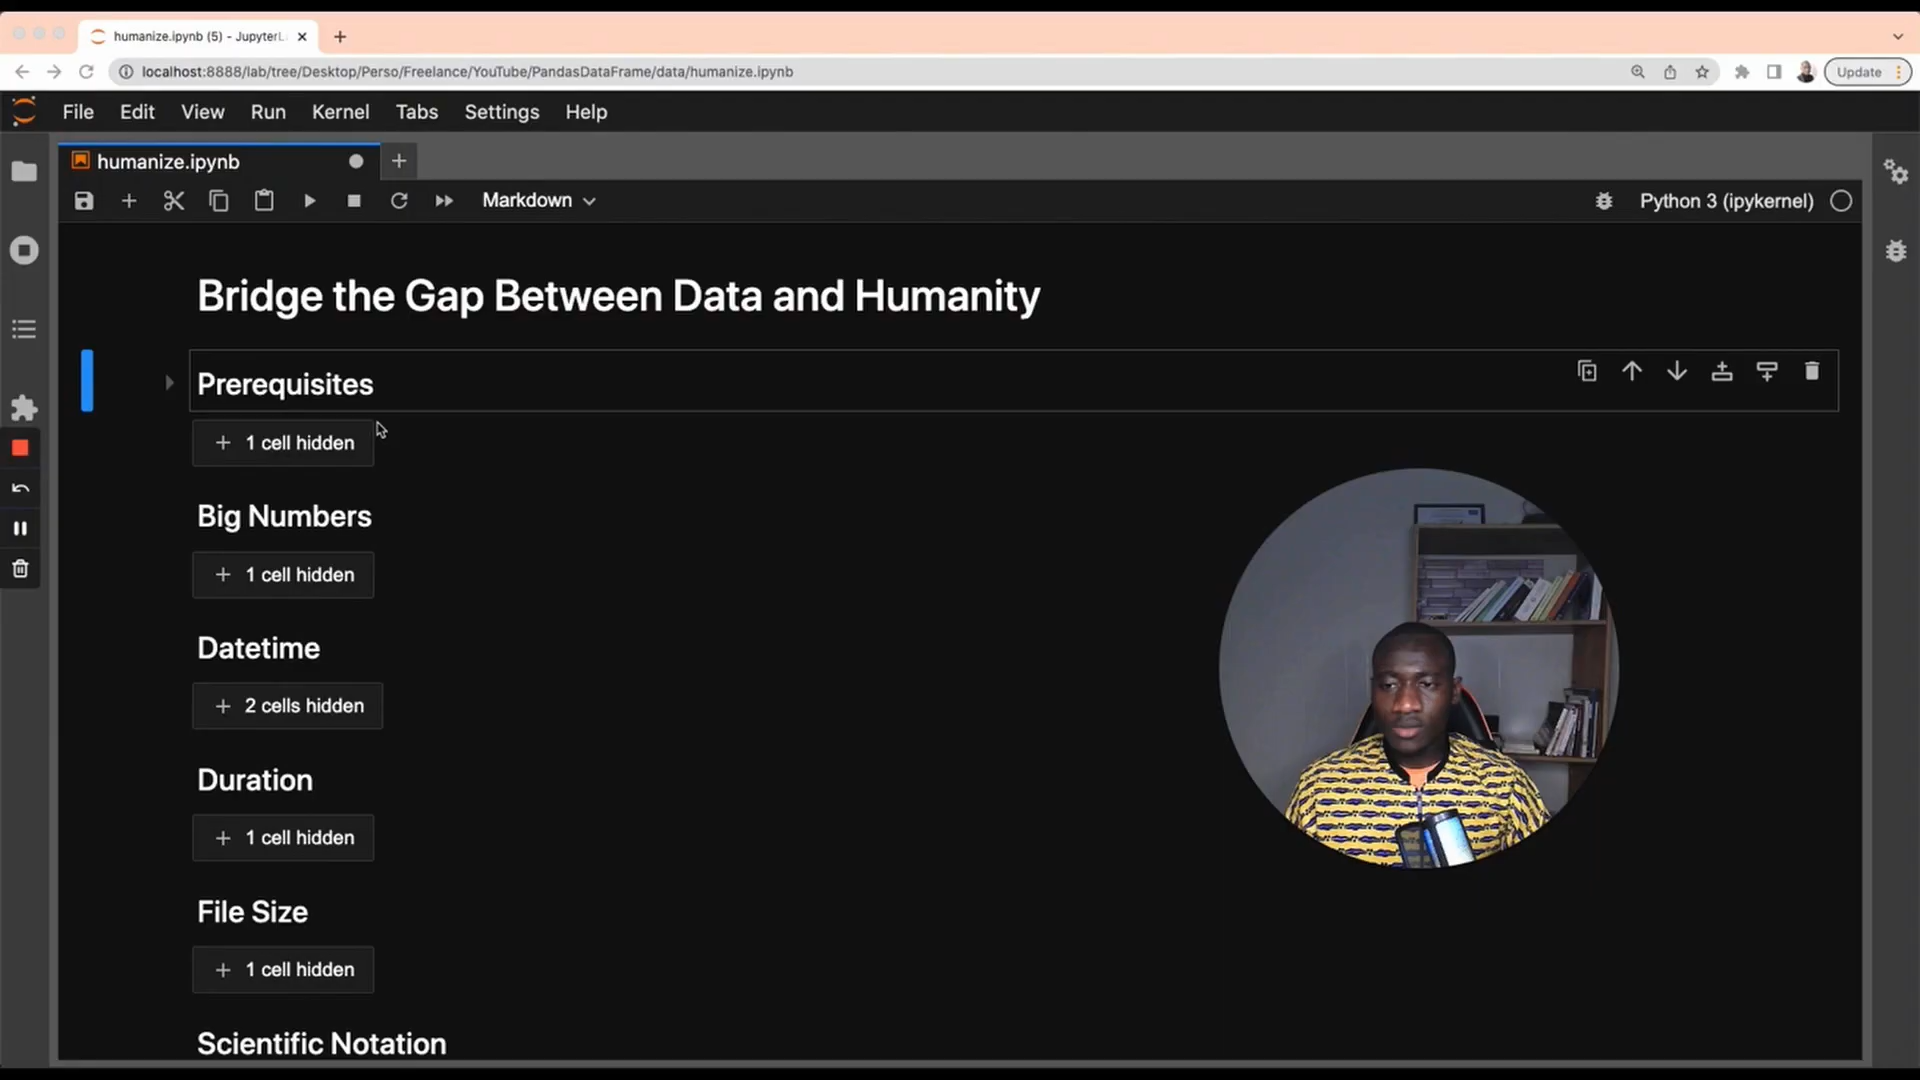 humanize.ipynb (5) - JupyterL
localhost:8888/lab/tree/Desktop/Perso/Freelance/YouTube/PandasDataFrame/data/humanize.ipynb
Update
File Edit View Run Kernel Tabs Settings Help
humanize.ipynb
Markdown
Python 3 (ipykernel)
Bridge the Gap Between Data and Humanity
Prerequisites
1 cell hidden
Big Numbers
1 cell hidden
Datetime
2 cells hidden
Duration
1 cell hidden
File Size
1 cell hidden
Scientific Notation